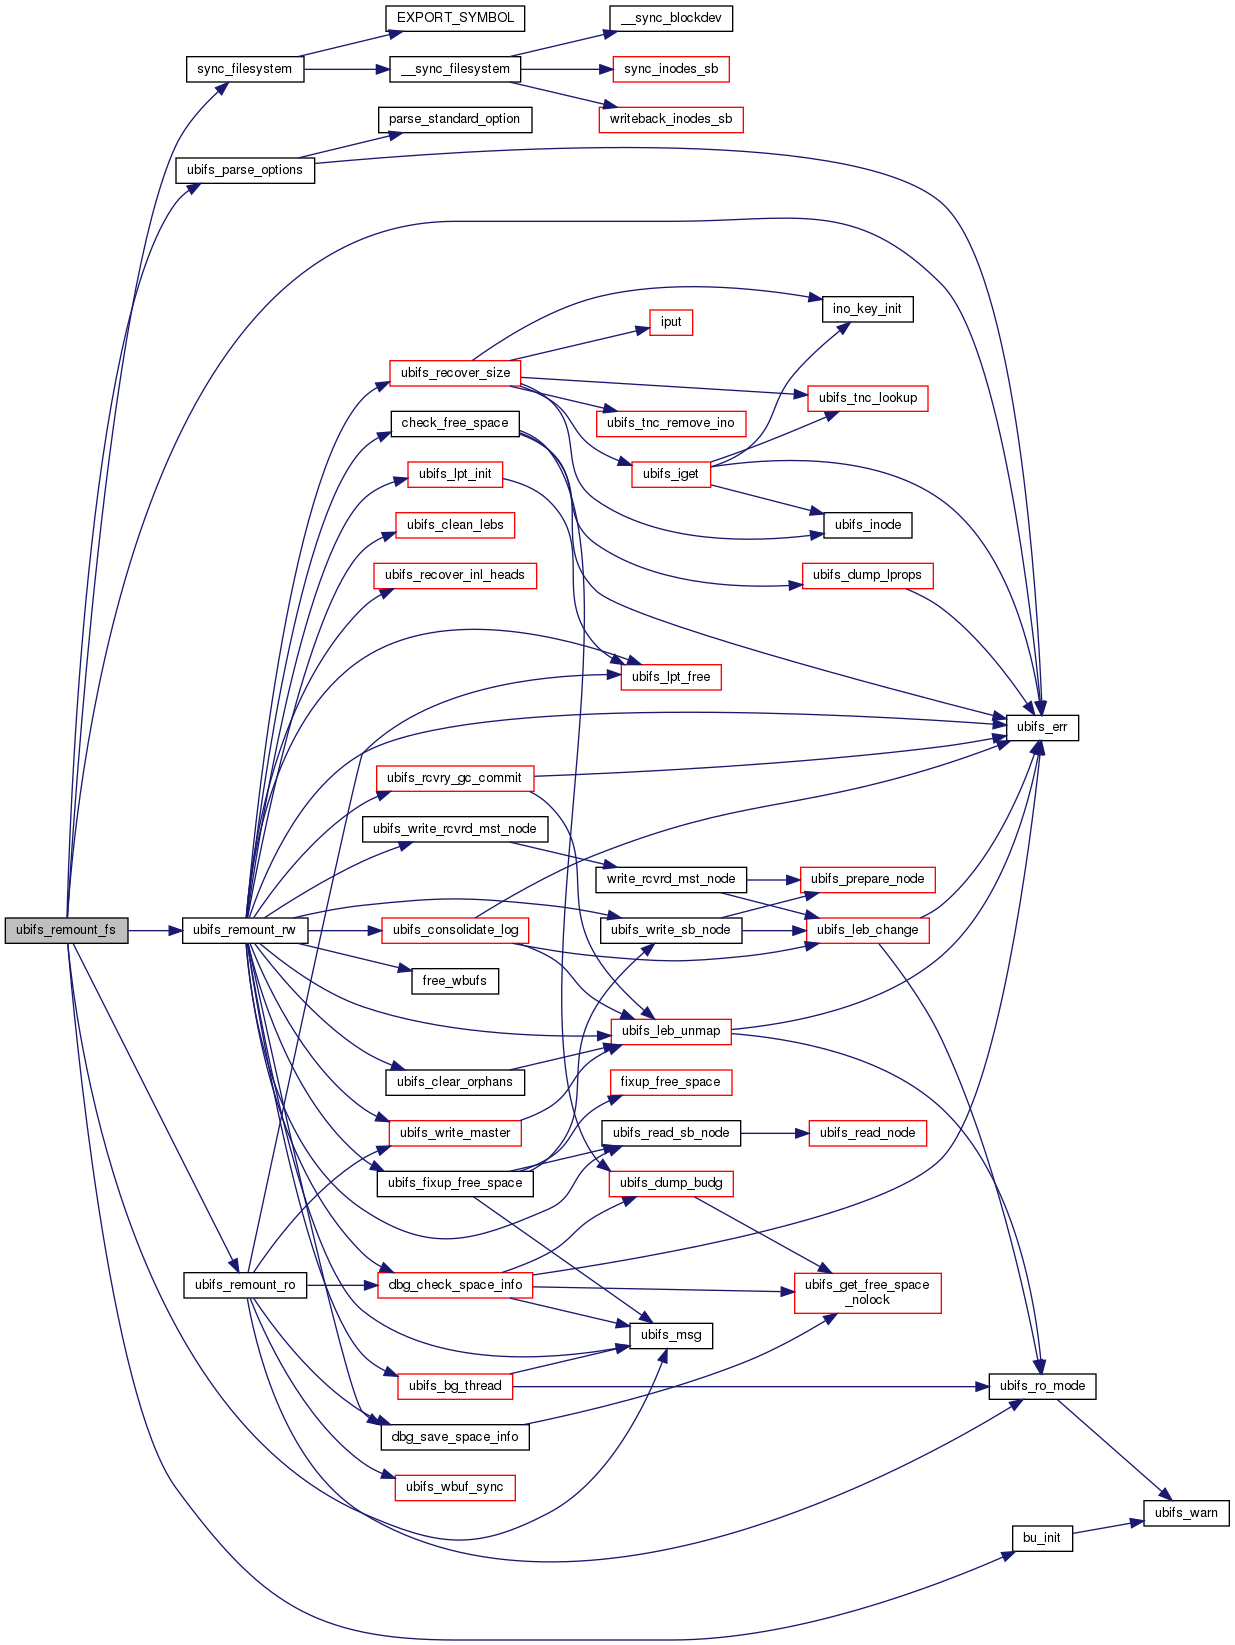 EXPORT_SYMBOL
__sync_blockdev
sync_filesystem
__sync_filesystem
sync_inodes_sb
parse_standard_option
writeback_inodes_sb
ubifs_parse_options
ino_key_init
iput
ubifs_recover_size
ubifs_tnc_lookup
check_free_space
ubifs_tnc_remove_ino
ubifs_lpt_init
ubifs_iget
ubifs_clean_lebs
ubifs_inode
ubifs_recover_inl_heads
ubifs_dump_lprops
ubifs_lpt_free
ubifs_err
ubifs_rcvry_gc_commit
ubifs_write_rcvrd_mst_node
write_rcvrd_mst_node
ubifs_prepare_node
ubifs_remount_fs
ubifs_remount_rw
ubifs_consolidate_log
ubifs_write_sb_node
ubifs_leb_change
free_wbufs
ubifs_leb_unmap
ubifs_clear_orphans
fixup_free_space
ubifs_write_master
ubifs_read_sb_node
ubifs_read_node
ubifs_fixup_free_space
ubifs_dump_budg
ubifs_remount_ro
dbg_check_space_info
ubifs_get_free_space
_nolock
ubifs_msg
ubifs_bg_thread
ubifs_ro_mode
dbg_save_space_info
ubifs_wbuf_sync
ubifs_warn
bu_init